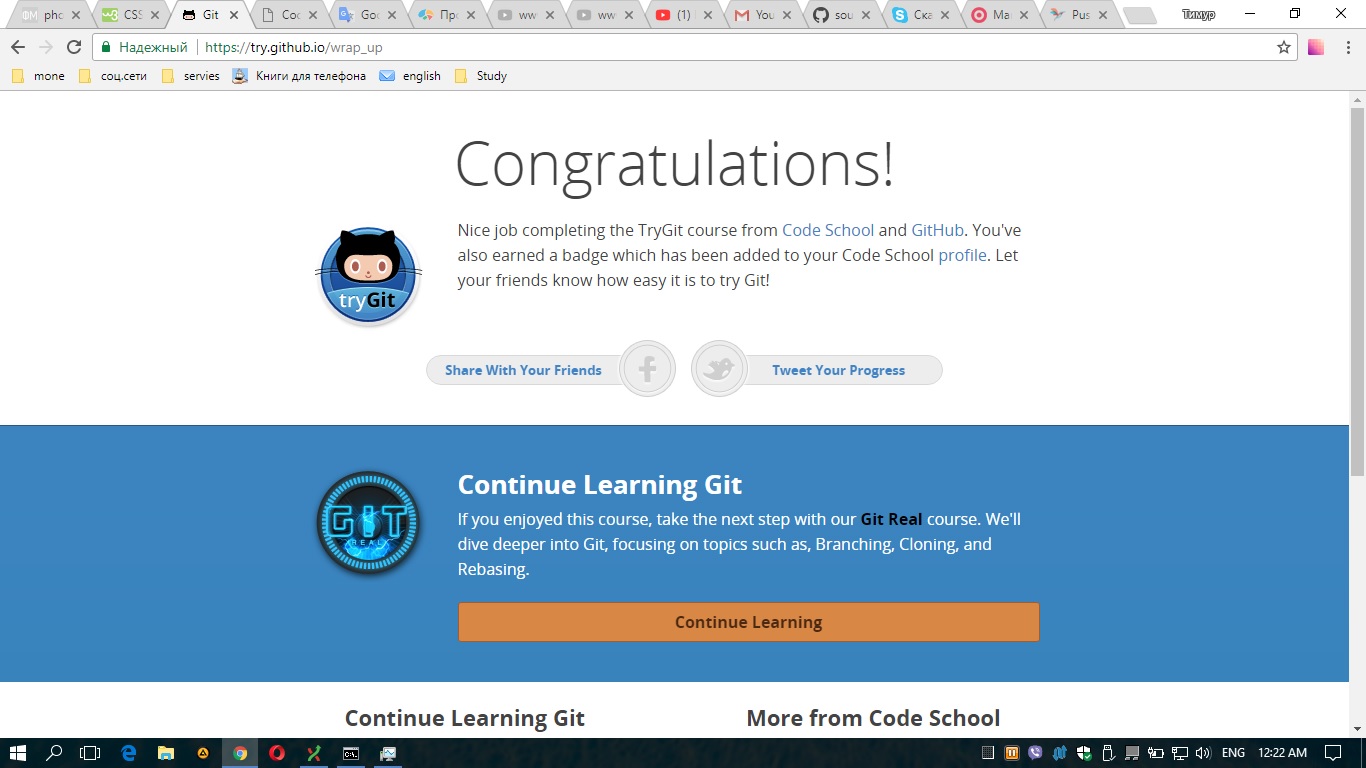 pho
CSS
Git
Coc
Goo
Про
www
www
(1)
You
sou
Ска
Ма
Pus
Тимур
Надежный https://try.github.io/wrap_up
mone соц.сети servies Книги для телефона english Study
Congratulations!
Nice job completing the TryGit course from Code School and GitHub. You've
also earned a badge which has been added to your Code School profile. Let
your friends know how easy it is to try Git!
tryGit
Share With Your Friends
Tweet Your Progress
GIT
REAL
Continue Learning Git
If you enjoyed this course, take the next step with our Git Real course. We'll
dive deeper into Git, focusing on topics such as, Branching, Cloning, and
Rebasing.
Continue Learning
Continue Learning Git
More from Code School
ENG 12:22 AM